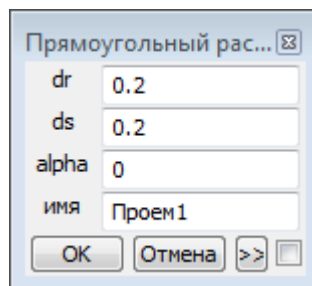 Прямоугольный рас...
dr 0.2
ds 0.2
alpha 0
имя Проем1
OK Отмена >>